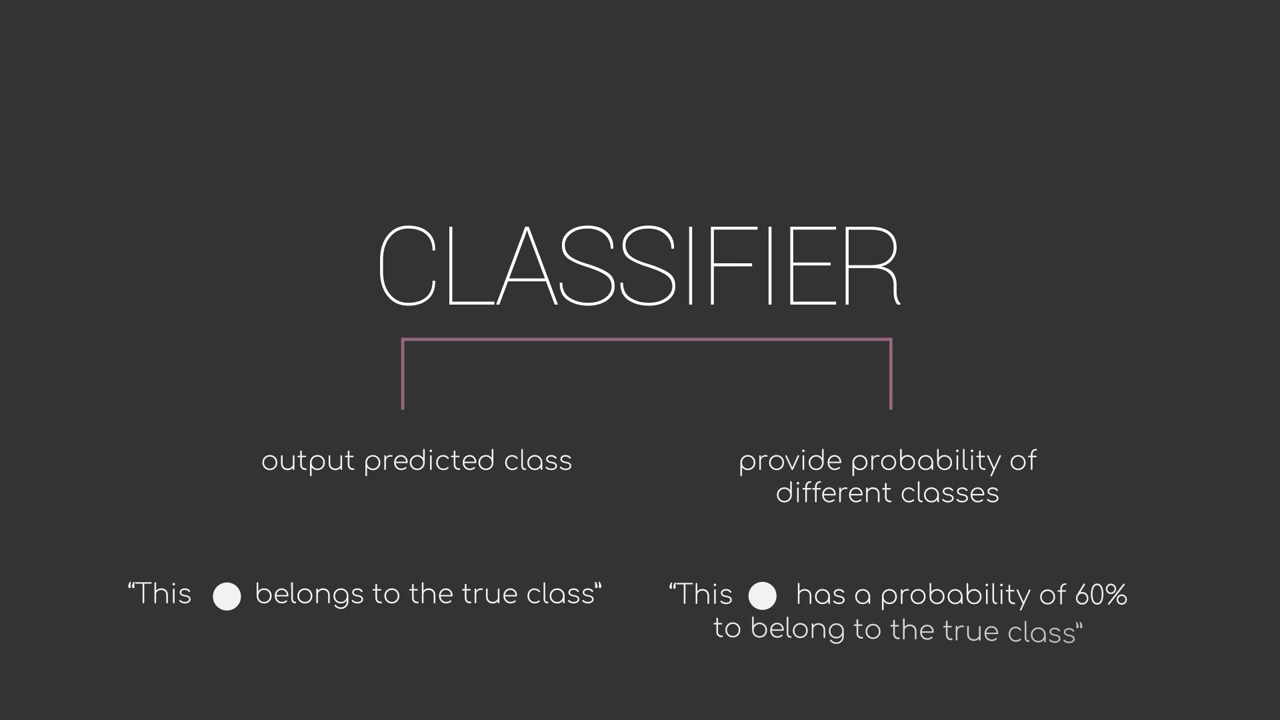 CLASSIFIER
output predicted class
provide probability of
different classes
“This belongs to the true class”
“This has a probability of 60%
to belong to the true class”